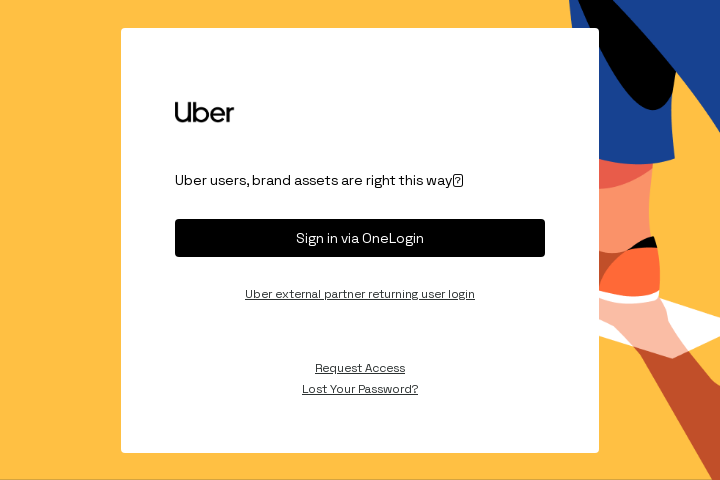 Uber
Uber users, brand assets are right this way
Sign in via OneLogin
Uber external partner returning user login
Request Access
Lost Your Password?